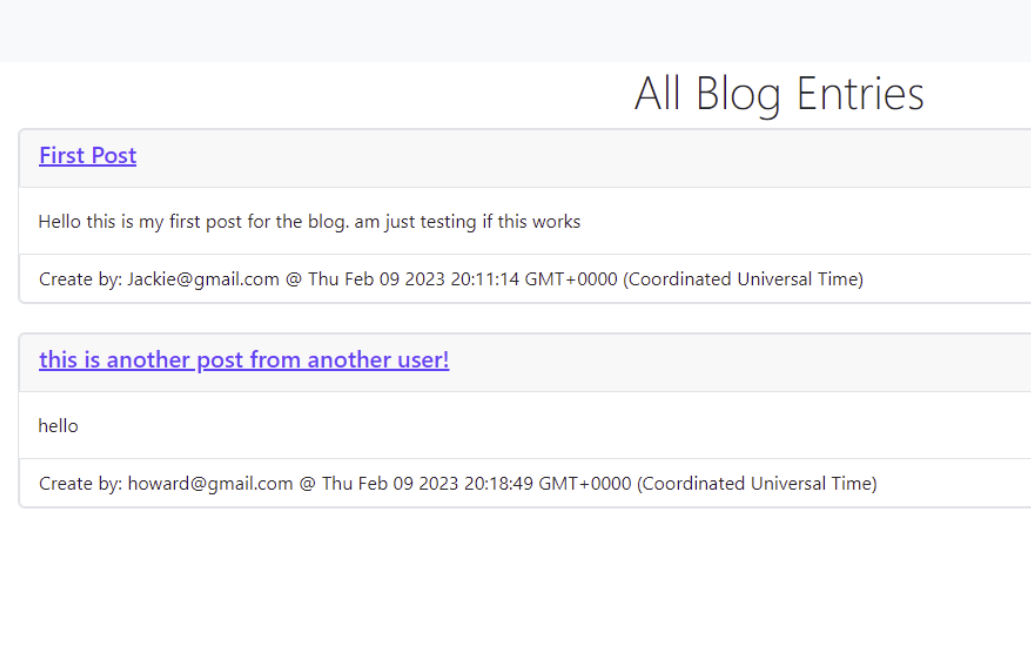 All Blog Entries
First Post
Hello this is my first post for the blog. am just testing if this works
Create by: Jackie@gmail.com @ Thu Feb 09 2023 20:11:14 GMT+0000 (Coordinated Universal Time)
this is another post from another user!
hello
Create by: howard@gmail.com @ Thu Feb 09 2023 20:18:49 GMT+0000 (Coordinated Universal Time)